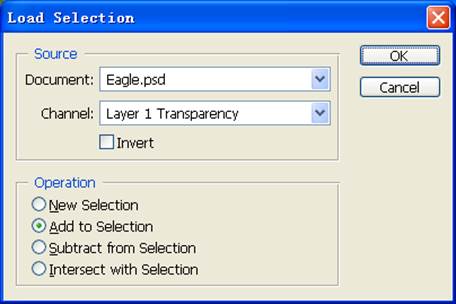 Load Selection
Source
Document: Eagle.psd
Channel: Layer 1 Transparency
Invert
OK
Cancel
Operation
New Selection
Add to Selection
Subtract from Selection
Intersect with Selection